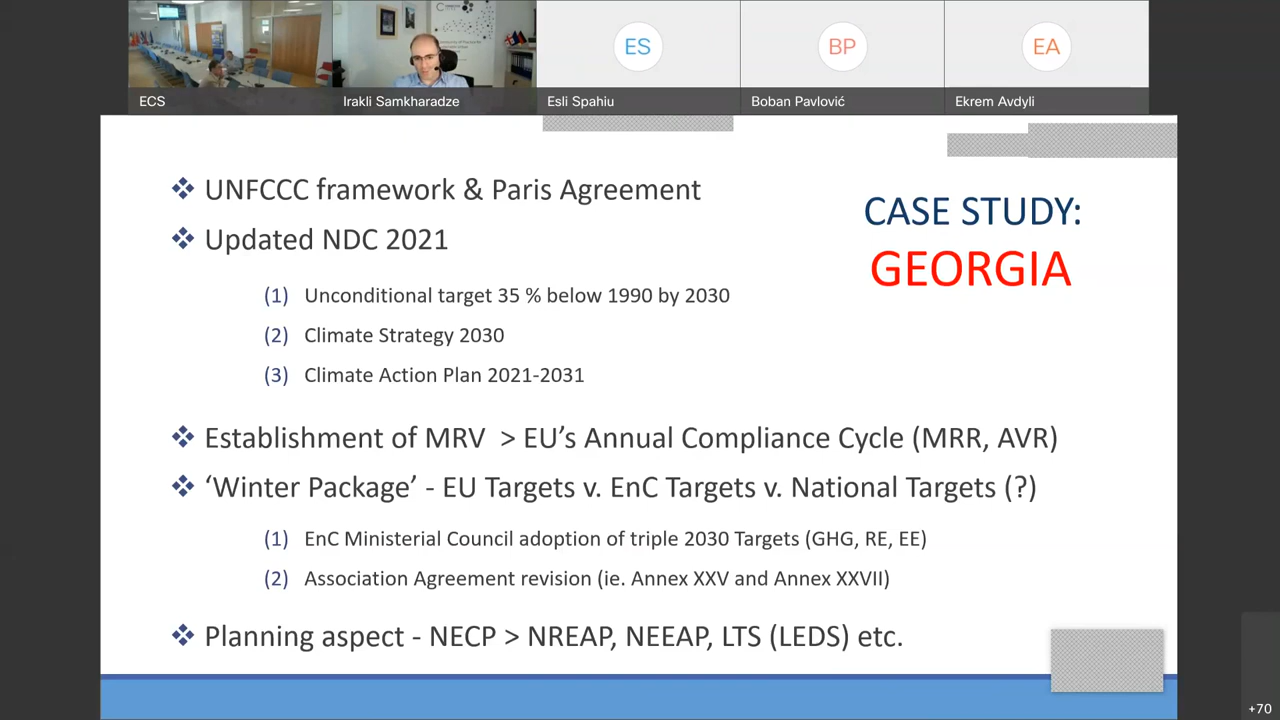 ES
BP
EA
ECS
Irakli Samkharadze
Esli Spahiu
Boban Pavlović
Ekrem Avdyli
UNFCCC framework & Paris Agreement
Updated NDC 2021
CASE STUDY:
GEORGIA
(1) Unconditional target 35 % below 1990 by 2030
(2) Climate Strategy 2030
(3) Climate Action Plan 2021-2031
Establishment of MRV > EU’s Annual Compliance Cycle (MRR, AVR)
‘Winter Package’ - EU Targets v. EnC Targets v. National Targets (?)
(1) EnC Ministerial Council adoption of triple 2030 Targets (GHG, RE, EE)
(2) Association Agreement revision (ie. Annex XXV and Annex XXVII)
Planning aspect - NECP > NREAP, NEEAP, LTS (LEDS) etc.
+70